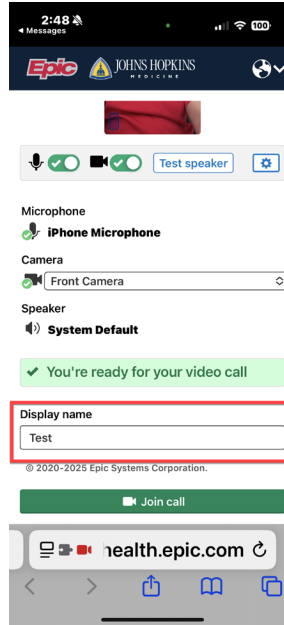 2:48
100
Messages
Epic
JOHNS HOPKINS
MEDICINE
Test speaker
Microphone
iPhone Microphone
Camera
Front Camera
Speaker
System Default
You're ready for your video call
Display name
Test
© 2020-2025 Epic Systems Corporation.
Join call
health.epic.com